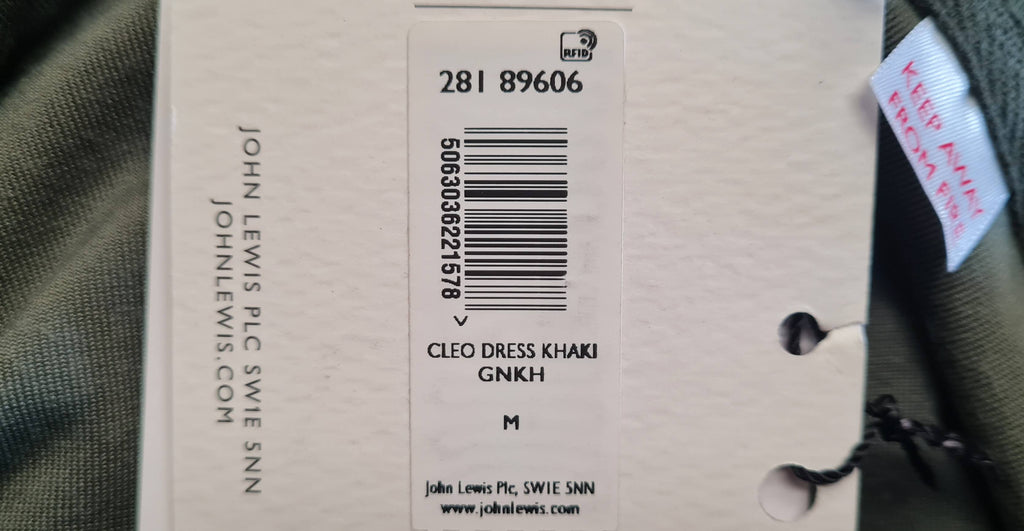 RFID
281 89606
5063036221578
CLEO DRESS KHAKI
GNKH
M
John Lewis Plc, SW1E 5NN
www.johnlewis.com
JOHN LEWIS PLC SW1E 5NN
JOHNLEWIS.COM
KEEP AWAY
FROM FIRE